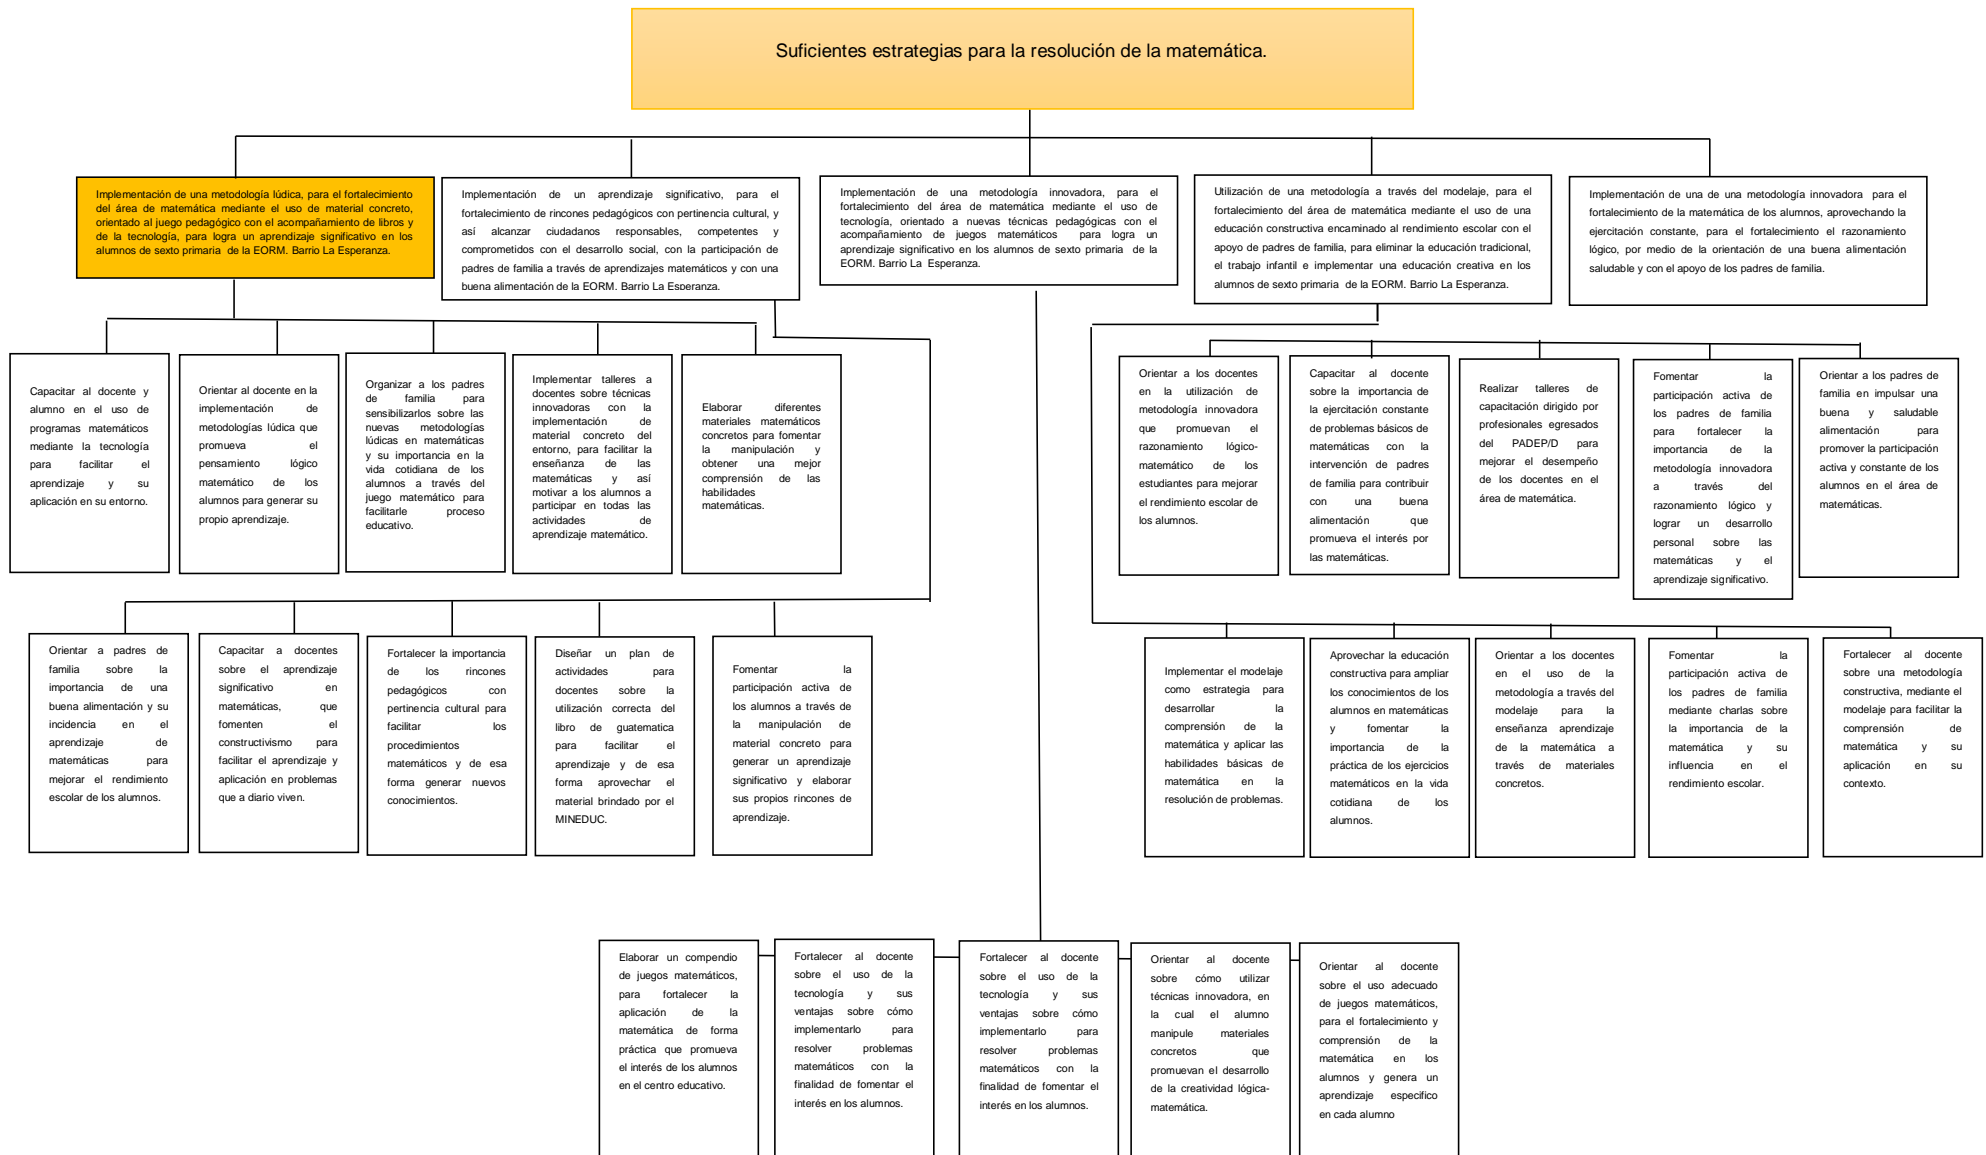 Suficientes estrategias para la resolución de la matemática.
Implementación de una metodología lúdica, para el fortalecimiento
del área de matemática mediante el uso de material concreto,
orientado al juego pedagógico con el acompañamiento de libros y
de la tecnología, para logra un aprendizaje significativo en los
alumnos de sexto primaria de la EORM. Barrio La Esperanza.
Implementación de un aprendizaje significativo, para el
fortalecimiento de rincones pedagógicos con pertinencia cultural, y
así alcanzar ciudadanos responsables, competentes y
comprometidos con el desarrollo social, con la participación de
padres de familia a través de aprendizajes matemáticos y con una
buena alimentación de la EORM. Barrio La Esperanza.
Implementación de una metodología innovadora, para el
fortalecimiento del área de matemática mediante el uso de
tecnología, orientado a nuevas técnicas pedagógicas con el
acompañamiento de juegos matemáticos para logra un
aprendizaje significativo en los alumnos de sexto primaria de la
EORM. Barrio La Esperanza.
Utilización de una metodología a través del modelaje, para el
fortalecimiento del área de matemática mediante el uso de una
educación constructiva encaminado al rendimiento escolar con el
apoyo de padres de familia, para eliminar la educación tradicional,
el trabajo infantil e implementar una educación creativa en los
alumnos de sexto primaria de la EORM. Barrio La Esperanza.
Implementación de una de una metodología innovadora para el
fortalecimiento de la matemática de los alumnos, aprovechando la
ejercitación constante, para el fortalecimiento el razonamiento
lógico, por medio de la orientación de una buena alimentación
saludable y con el apoyo de los padres de familia.
Capacitar al docente y
alumno en el uso de
programas matemáticos
mediante la tecnología
para facilitar el
aprendizaje y su
aplicación en su entorno.
Orientar al docente en la
implementación de
metodologías lúdica que
promueva el
pensamiento lógico
matemático de los
alumnos para generar su
propio aprendizaje.
Organizar a los padres
de familia para
sensibilizarlos sobre las
nuevas metodologías
lúdicas en matemáticas
y su importancia en la
vida cotidiana de los
alumnos a través del
juego matemático para
facilitarle proceso
educativo.
Implementar talleres a
docentes sobre técnicas
innovadoras con la
implementación de
material concreto del
entorno, para facilitar la
enseñanza de las
matemáticas y así
motivar a los alumnos a
participar en todas las
actividades de
aprendizaje matemático.
Elaborar diferentes
materiales matemáticos
concretos para fomentar
la manipulación y
obtener una mejor
comprensión de las
habilidades
matemáticas.
Orientar a los docentes
en la utilización de
metodología innovadora
que promuevan el
razonamiento lógico-
matemático de los
estudiantes para mejorar
el rendimiento escolar de
los alumnos.
Capacitar al docente
sobre la importancia de
la ejercitación constante
de problemas básicos de
matemáticas con la
intervención de padres
de familia para contribuir
con una buena
alimentación que
promueva el interés por
las matemáticas.
Realizar talleres de
capacitación dirigido por
profesionales egresados
del PADEP/D para
mejorar el desempeño
de los docentes en el
área de matemática.
Fomentar la
participación activa de
los padres de familia
para fortalecer la
importancia de la
metodología innovadora
a través del
razonamiento lógico y
lograr un desarrollo
personal sobre las
matemáticas y el
aprendizaje significativo.
Orientar a los padres de
familia en impulsar una
buena y saludable
alimentación para
promover la participación
activa y constante de los
alumnos en el área de
matemáticas.
Orientar a padres de
familia sobre la
importancia de una
buena alimentación y su
incidencia en el
aprendizaje de
matemáticas para
mejorar el rendimiento
escolar de los alumnos.
Capacitar a docentes
sobre el aprendizaje
significativo en
matemáticas, que
fomenten el
constructivismo para
facilitar el aprendizaje y
aplicación en problemas
que a diario viven.
Fortalecer la importancia
de los rincones
pedagógicos con
pertinencia cultural para
facilitar los
procedimientos
matemáticos y de esa
forma generar nuevos
conocimientos.
Diseñar un plan de
actividades para
docentes sobre la
utilización correcta del
libro de guatematica
para facilitar el
aprendizaje y de esa
forma aprovechar el
material brindado por el
MINEDUC.
Fomentar la
participación activa de
los alumnos a través de
la manipulación de
material concreto para
generar un aprendizaje
significativo y elaborar
sus propios rincones de
aprendizaje.
Implementar el modelaje
como estrategia para
desarrollar la
comprensión de la
matemática y aplicar las
habilidades básicas de
matemática en la
resolución de problemas.
Aprovechar la educación
constructiva para ampliar
los conocimientos de los
alumnos en matemáticas
y fomentar la
importancia de la
práctica de los ejercicios
matemáticos en la vida
cotidiana de los
alumnos.
Orientar a los docentes
en el uso de la
metodología a través del
modelaje para la
enseñanza aprendizaje
de la matemática a
través de materiales
concretos.
Fomentar la
participación activa de
los padres de familia
mediante charlas sobre
la importancia de la
matemática y su
influencia en el
rendimiento escolar.
Fortalecer al docente
sobre una metodología
constructiva, mediante el
modelaje para facilitar la
comprensión de
matemática y su
aplicación en su
contexto.
Elaborar un compendio
de juegos matemáticos,
para fortalecer la
aplicación de la
matemática de forma
práctica que promueva
el interés de los alumnos
en el centro educativo.
Fortalecer al docente
sobre el uso de la
tecnología y sus
ventajas sobre cómo
implementarlo para
resolver problemas
matemáticos con la
finalidad de fomentar el
interés en los alumnos.
Fortalecer al docente
sobre el uso de la
tecnología y sus
ventajas sobre cómo
implementarlo para
resolver problemas
matemáticos con la
finalidad de fomentar el
interés en los alumnos.
Orientar al docente
sobre cómo utilizar
técnicas innovadora, en
la cual el alumno
manipule materiales
concretos que
promuevan el desarrollo
de la creatividad lógica-
matemática.
Orientar al docente
sobre el uso adecuado
de juegos matemáticos,
para el fortalecimiento y
comprensión de la
matemática en los
alumnos y genera un
aprendizaje especifico
en cada alumno